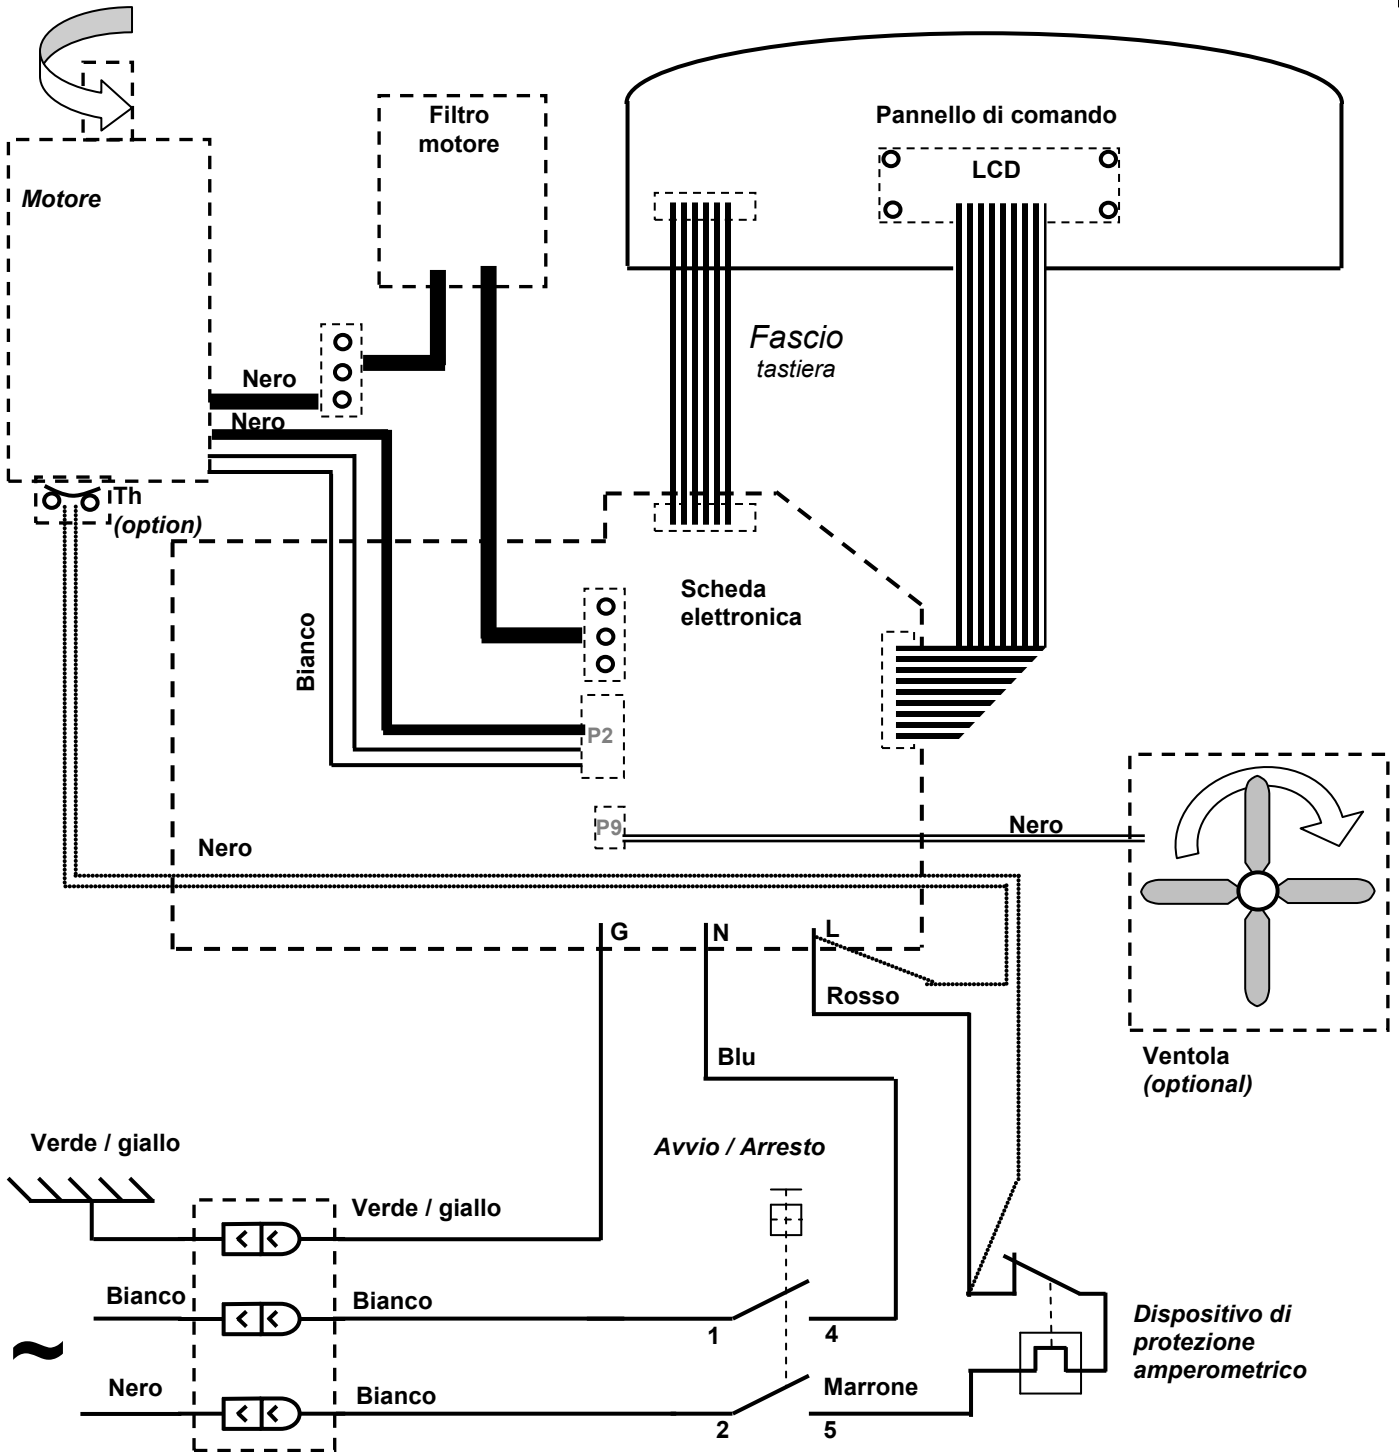 Filtro
motore
Pannello di comando
LCD
Motore
Fascio
tastiera
Nero
Nero
Th
(option)
Scheda
elettronica
Bianco
P2
P9
Nero
Nero
G
N
L
Rosso
Blu
Ventola
(optional)
Verde / giallo
Avvio / Arresto
Verde / giallo
Bianco
Bianco
1
4
Dispositivo di
protezione
amperometrico
~
Nero
Bianco
Marrone
2
5